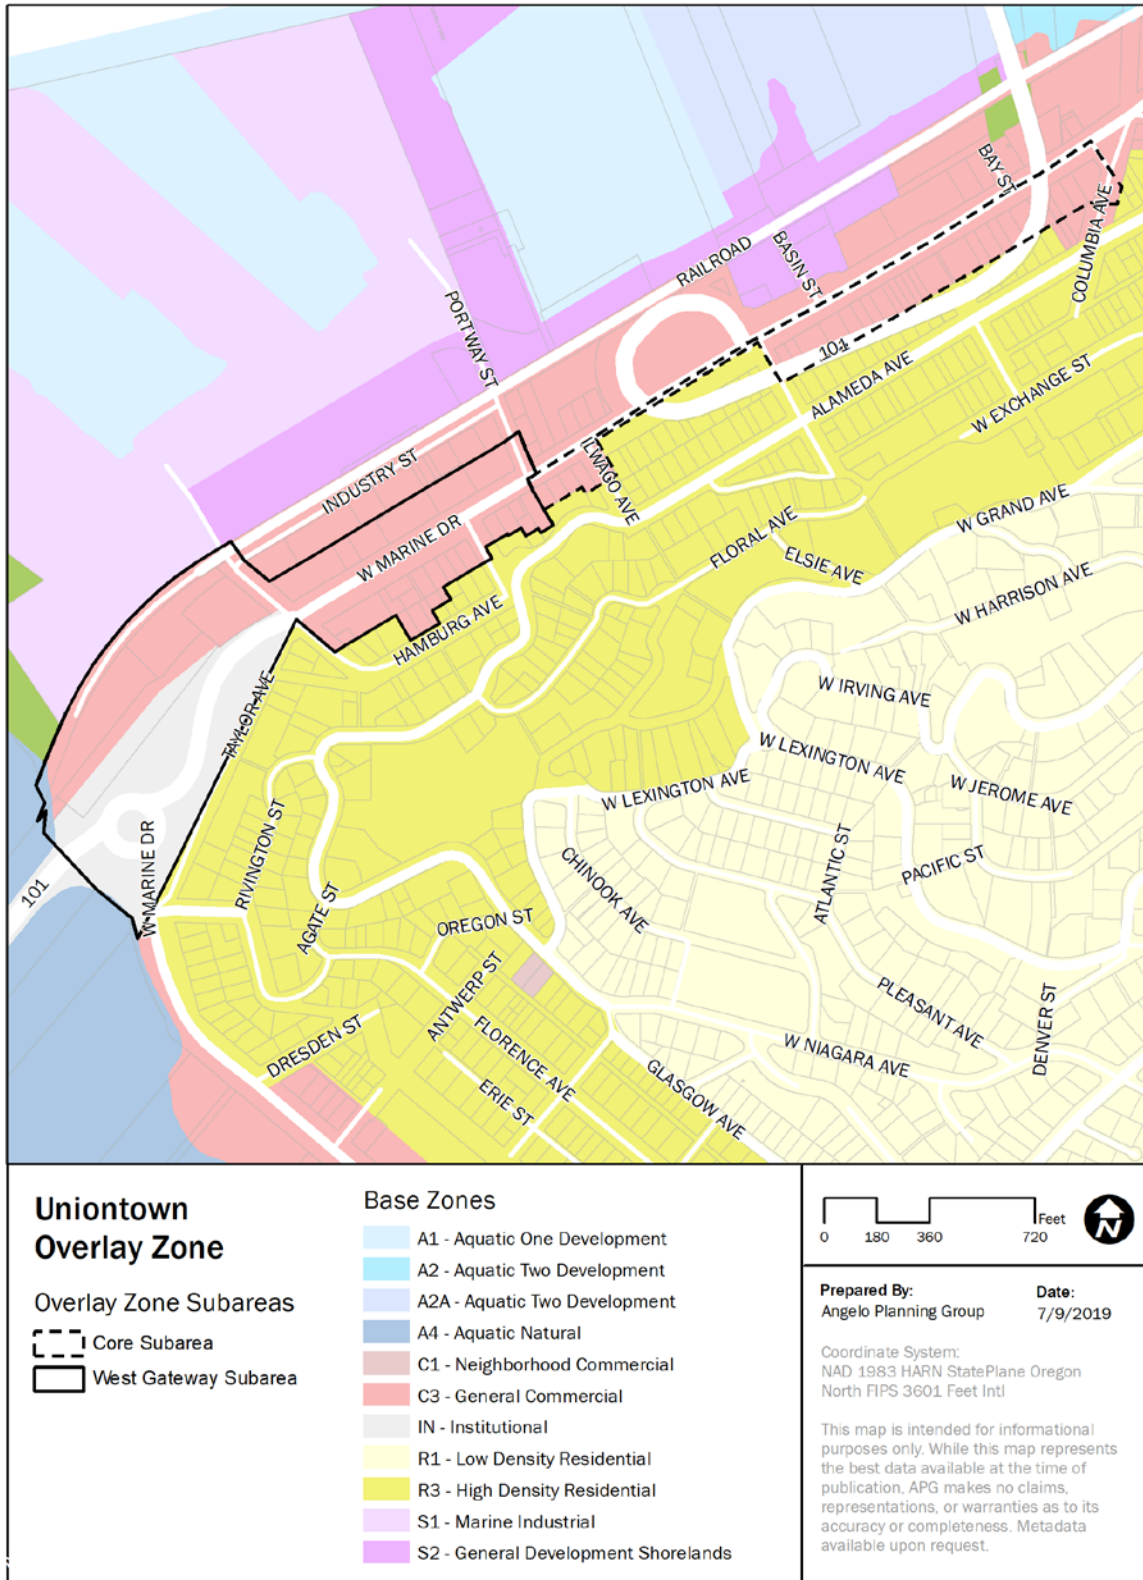 BAY ST
COLUMBIA AVE
RAILROAD
BASIN ST
PORTWAY ST
101
ALAMEDA AVE
W EXCHANGE ST
INDUSTRY ST
ILWACO AVE
W MARINE DR
W GRAND AVE
FLORAL AVE
ELSIE AVE
W HARRISON AVE
HAMBURG AVE
W IRVING AVE
TAYLOR AVE
W LEXINGTON AVE
W LEXINGTON AVE
W JEROME AVE
RIVINGTON ST
W MARINE DR
101
CHINOOK AVE
ATLANTIC ST
PACIFIC ST
AGATE ST
OREGON ST
ANTWERP ST
PLEASANT AVE
DENVER ST
DRESDEN ST
FLORENCE AVE
W NIAGARA AVE
ERIE ST
GLASGOW AVE
Uniontown
Overlay Zone
Overlay Zone Subareas
Core Subarea
West Gateway Subarea
Base Zones
A1 - Aquatic One Development
A2 - Aquatic Two Development
A2A - Aquatic Two Development
A4 - Aquatic Natural
C1 - Neighborhood Commercial
C3 - General Commercial
IN - Institutional
R1 - Low Density Residential
R3 - High Density Residential
S1 - Marine Industrial
S2 - General Development Shorelands
Feet
0 180 360 720
N
Prepared By:
Angelo Planning Group
Date:
7/9/2019
Coordinate System:
NAD 1983 HARN StatePlane Oregon
North FIPS 3601 Feet Intl
This map is intended for informational
purposes only. While this map represents
the best data available at the time of
publication, APG makes no claims,
representations, or warranties as to its
accuracy or completeness. Metadata
available upon request.